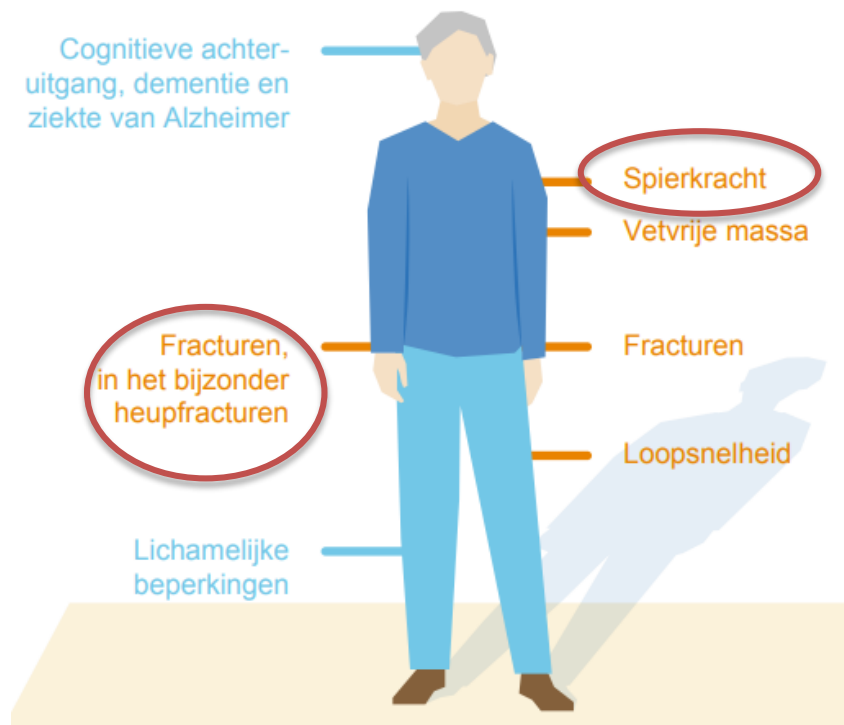 Cognitieve achter-
uitgang, dementie en
ziekte van Alzheimer
Spierkracht
Vetvrije massa
Fracturen,
in het bijzonder
heupfracturen
Fracturen
Loopsnelheid
Lichamelijke
beperkingen